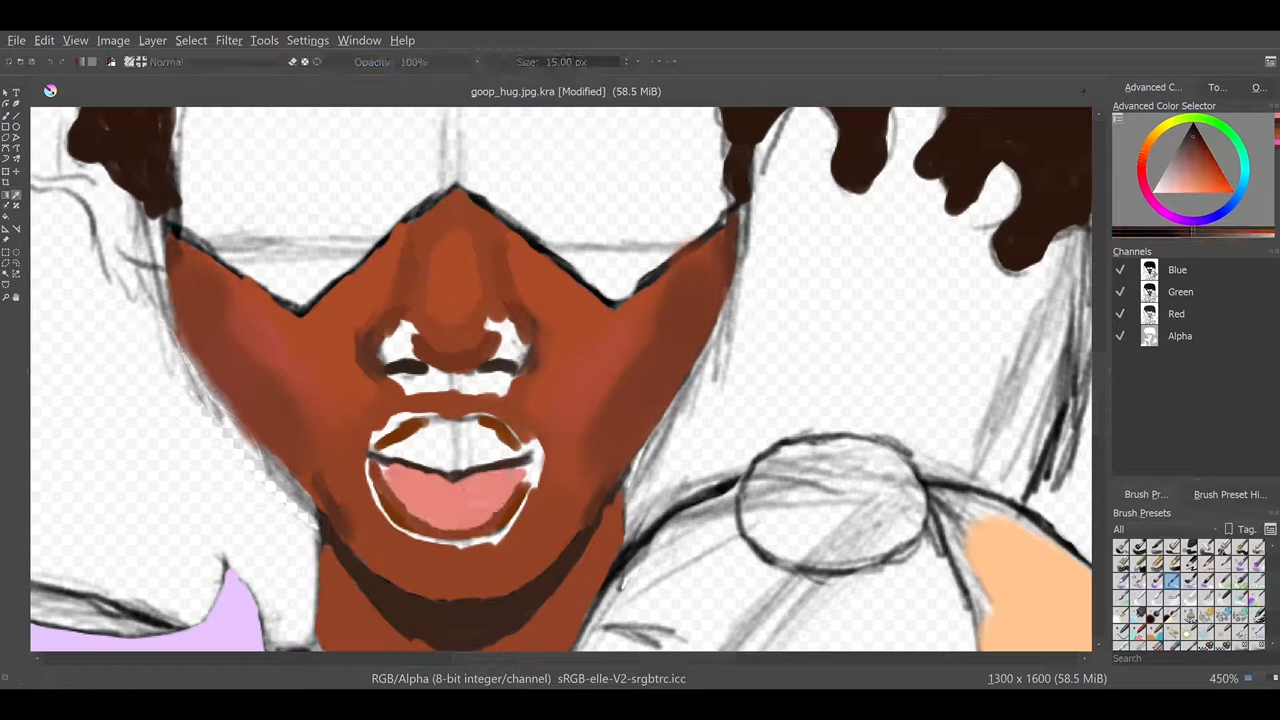 File Edit View Image Layer Select Filter Tools Settings Window Help
Normal Opacity 100% Size: 15.00 px
goop_hug.jpg.kra [Modified] (58.5 MiB)
Advanced C... To... O...
Advanced Color Selector
Channels
Blue
Green
Red
Alpha
Brush Pr... Brush Preset Hi...
Brush Presets
All Tag.
Search
RGB/Alpha (8-bit integer/channel) sRGB-elle-V2-srgbtrc.icc 1300 x 1600 (58.5 MiB) 450%